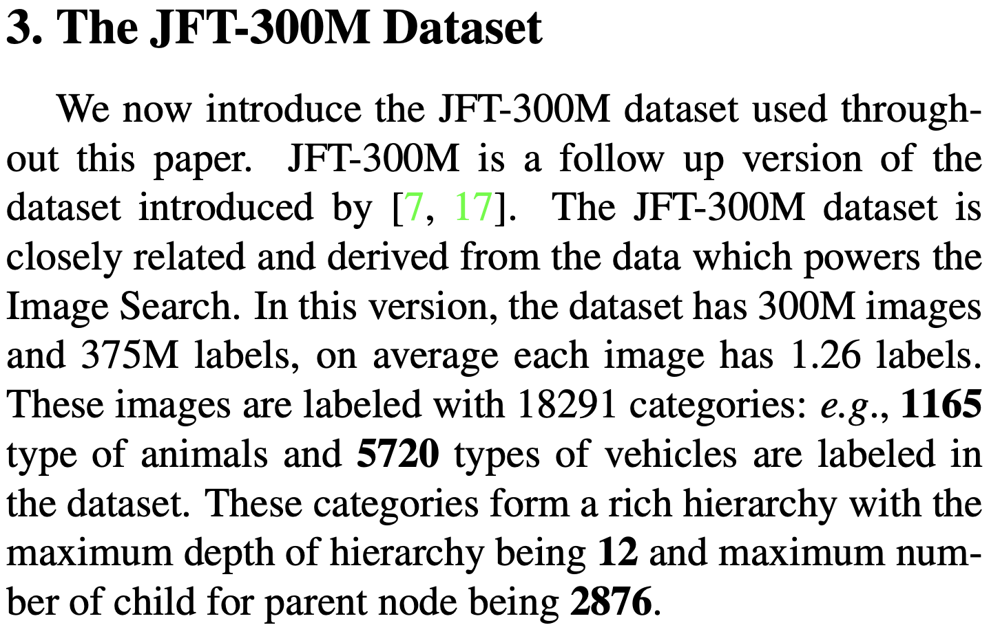 3. The JFT-300M Dataset
We now introduce the JFT-300M dataset used through-
out this paper. JFT-300M is a follow up version of the
dataset introduced by [7, 17]. The JFT-300M dataset is
closely related and derived from the data which powers the
Image Search. In this version, the dataset has 300M images
and 375M labels, on average each image has 1.26 labels.
These images are labeled with 18291 categories: e.g., 1165
type of animals and 5720 types of vehicles are labeled in
the dataset. These categories form a rich hierarchy with the
maximum depth of hierarchy being 12 and maximum num-
ber of child for parent node being 2876.